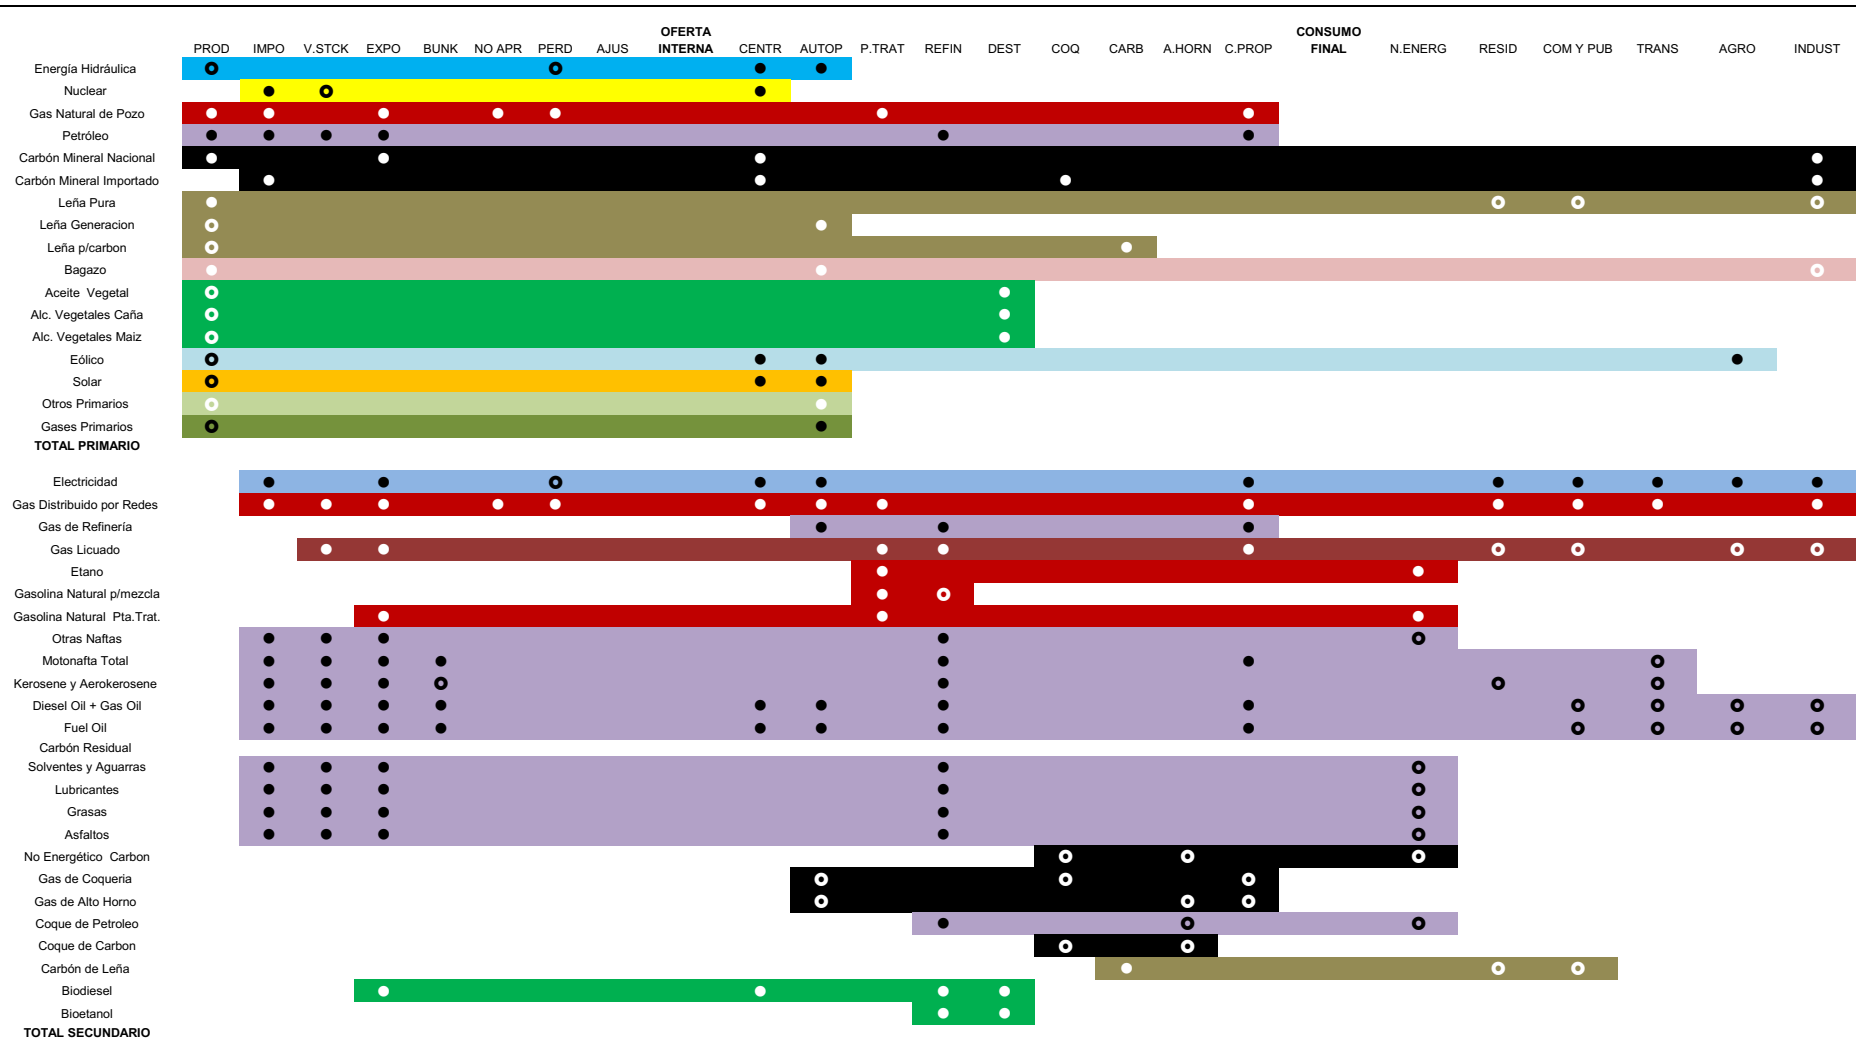 OFERTA CONSUMO
PROD IMPO V.STCK EXPO BUNK NO APR PERD AJUS INTERNA CENTR AUTOP P.TRAT REFIN DEST COQ CARB A.HORN C.PROP FINAL N.ENERG RESID COM Y PUB TRANS AGRO INDUST
Energía Hidráulica
Nuclear
Gas Natural de Pozo
Petróleo
Carbón Mineral Nacional
Carbón Mineral Importado
Leña Pura
Leña Generacion
Leña p/carbon
Bagazo
Aceite Vegetal
Alc. Vegetales Caña
Alc. Vegetales Maiz
Eólico
Solar
Otros Primarios
Gases Primarios
TOTAL PRIMARIO
Electricidad
Gas Distribuido por Redes
Gas de Refinería
Gas Licuado
Etano
Gasolina Natural p/mezcla
Gasolina Natural Pta.Trat.
Otras Naftas
Motonafta Total
Kerosene y Aerokerosene
Diesel Oil + Gas Oil
Fuel Oil
Carbón Residual
Solventes y Aguarras
Lubricantes
Grasas
Asfaltos
No Energético Carbon
Gas de Coqueria
Gas de Alto Horno
Coque de Petroleo
Coque de Carbon
Carbón de Leña
Biodiesel
Bioetanol
TOTAL SECUNDARIO